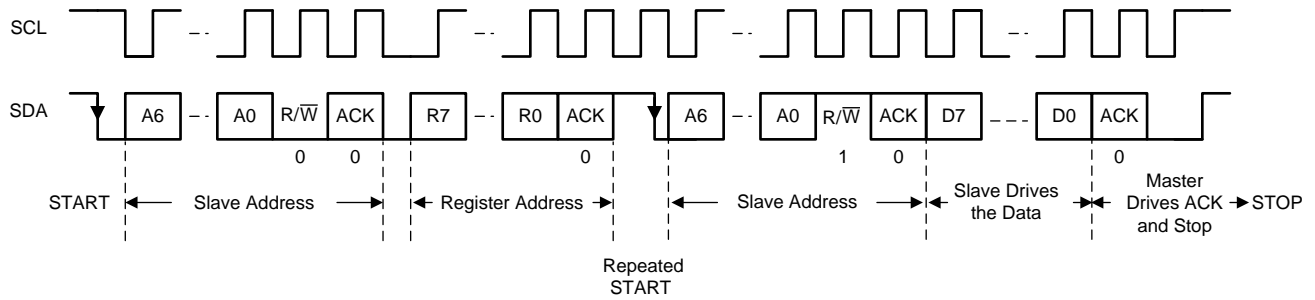 SCL
SDA
A6 A0 R/W̅ ACK R7 R0 ACK A6 A0 R/W̅ ACK D7 D0 ACK
0 0 0 1 0 0
START Slave Address Register Address Slave Address Slave Drives the Data Master Drives ACK and Stop STOP
Repeated
START